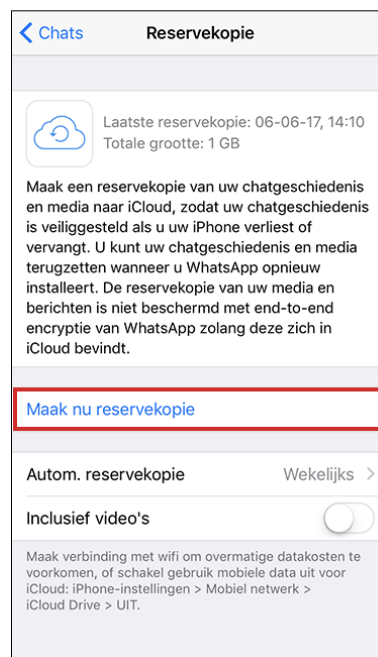 Chats
Reservekopie
Laatste reservekopie: 06-06-17, 14:10
Totale grootte: 1 GB
Maak een reservekopie van uw chatgeschiedenis
en media naar iCloud, zodat uw chatgeschiedenis
is veiliggesteld als u uw iPhone verliest of
vervangt. U kunt uw chatgeschiedenis en media
terugzetten wanneer u WhatsApp opnieuw
installeert. De reservekopie van uw media en
berichten is niet beschermd met end-to-end
encryptie van WhatsApp zolang deze zich in
iCloud bevindt.
Maak nu reservekopie
Autom. reservekopie Wekelijks
Inclusief video's
Maak verbinding met wifi om overmatige datakosten te
voorkomen, of schakel gebruik mobiele data uit voor
iCloud: iPhone-instellingen > Mobiel netwerk >
iCloud Drive > UIT.